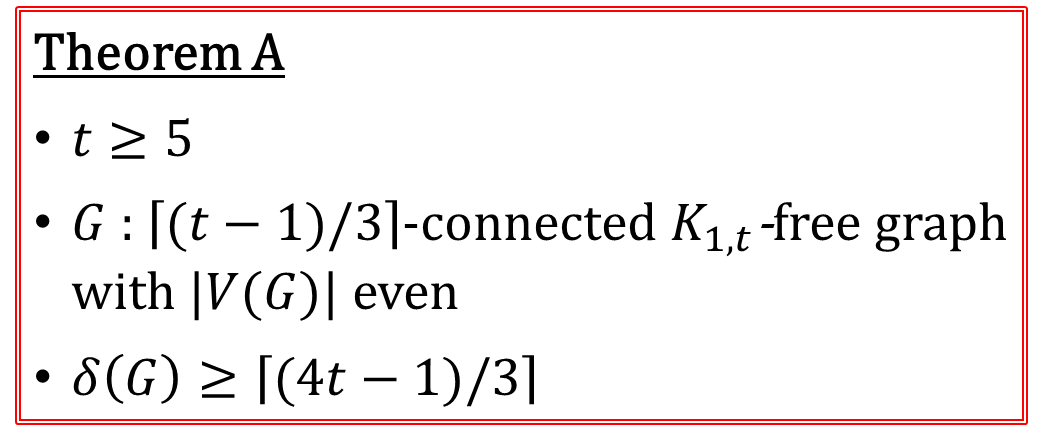 Theorem A
• t ≥ 5
• G : ⌈(t − 1)/3⌉-connected K₁,ₜ-free graph
with |V(G)| even
• δ(G) ≥ ⌈(4t − 1)/3⌉